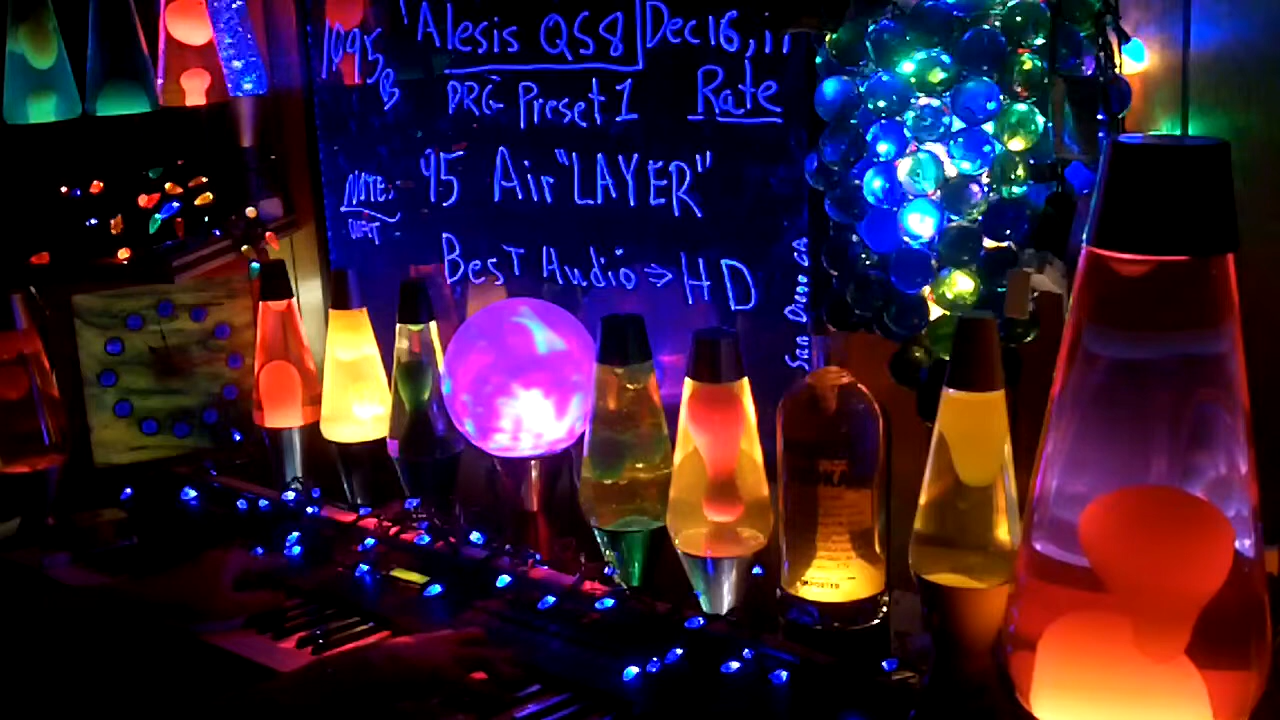 1095 B
Alesis QS8 Dec 16,
PRG Preset 1 Rate
NOTE: 95 Air "LAYER"
Best Audio ⇒ HD
San Diego CA